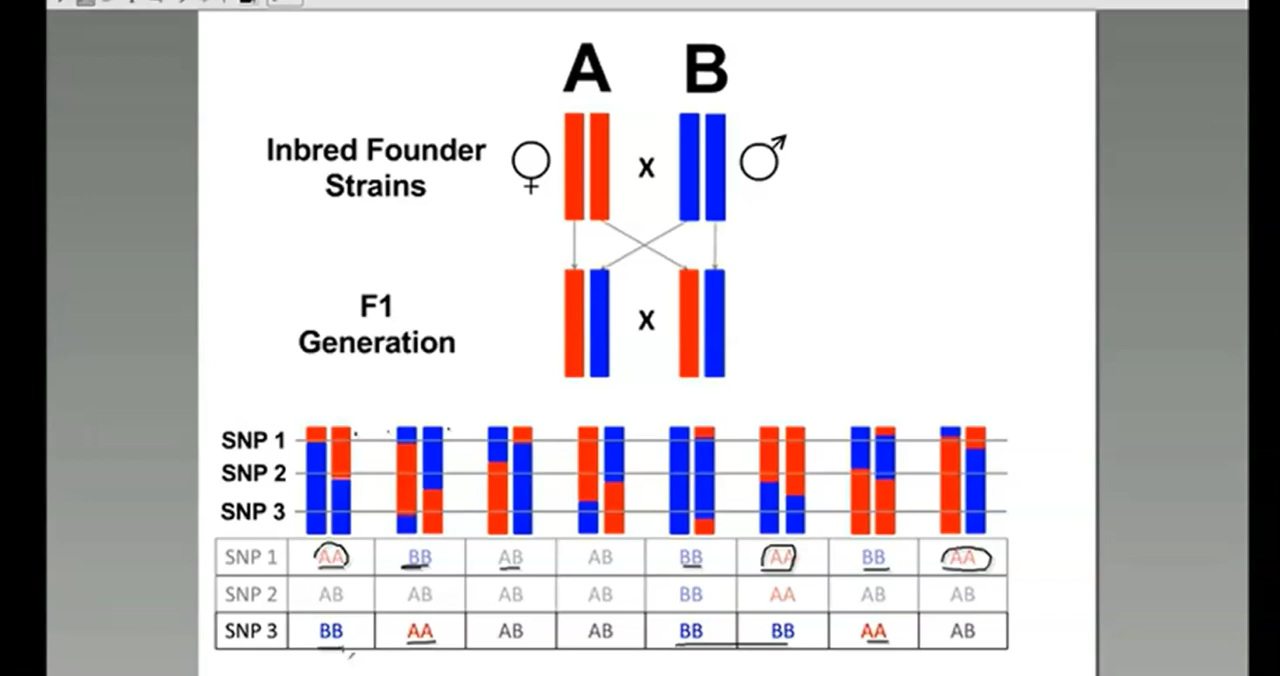 A B
Inbred Founder
Strains
X
F1
Generation
X
SNP 1
SNP 2
SNP 3
SNP 1 AA BB AB AB BB AA BB AA
SNP 2 AB AB AB AB BB AA AB AB
SNP 3 BB AA AB AB BB BB AA AB